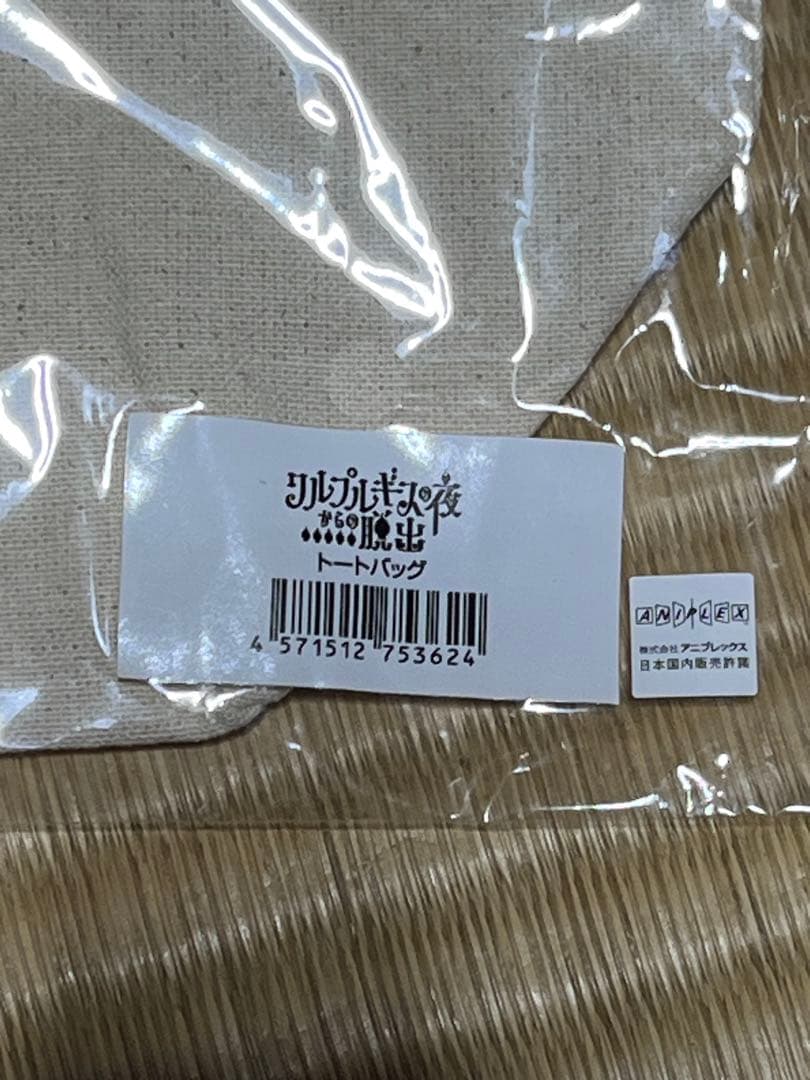 ワルプルギスの夜
からの脱出
トートバッグ
4 571512 753624
ANIPLEX
株式会社 アニプレックス
日本国内販売許諾